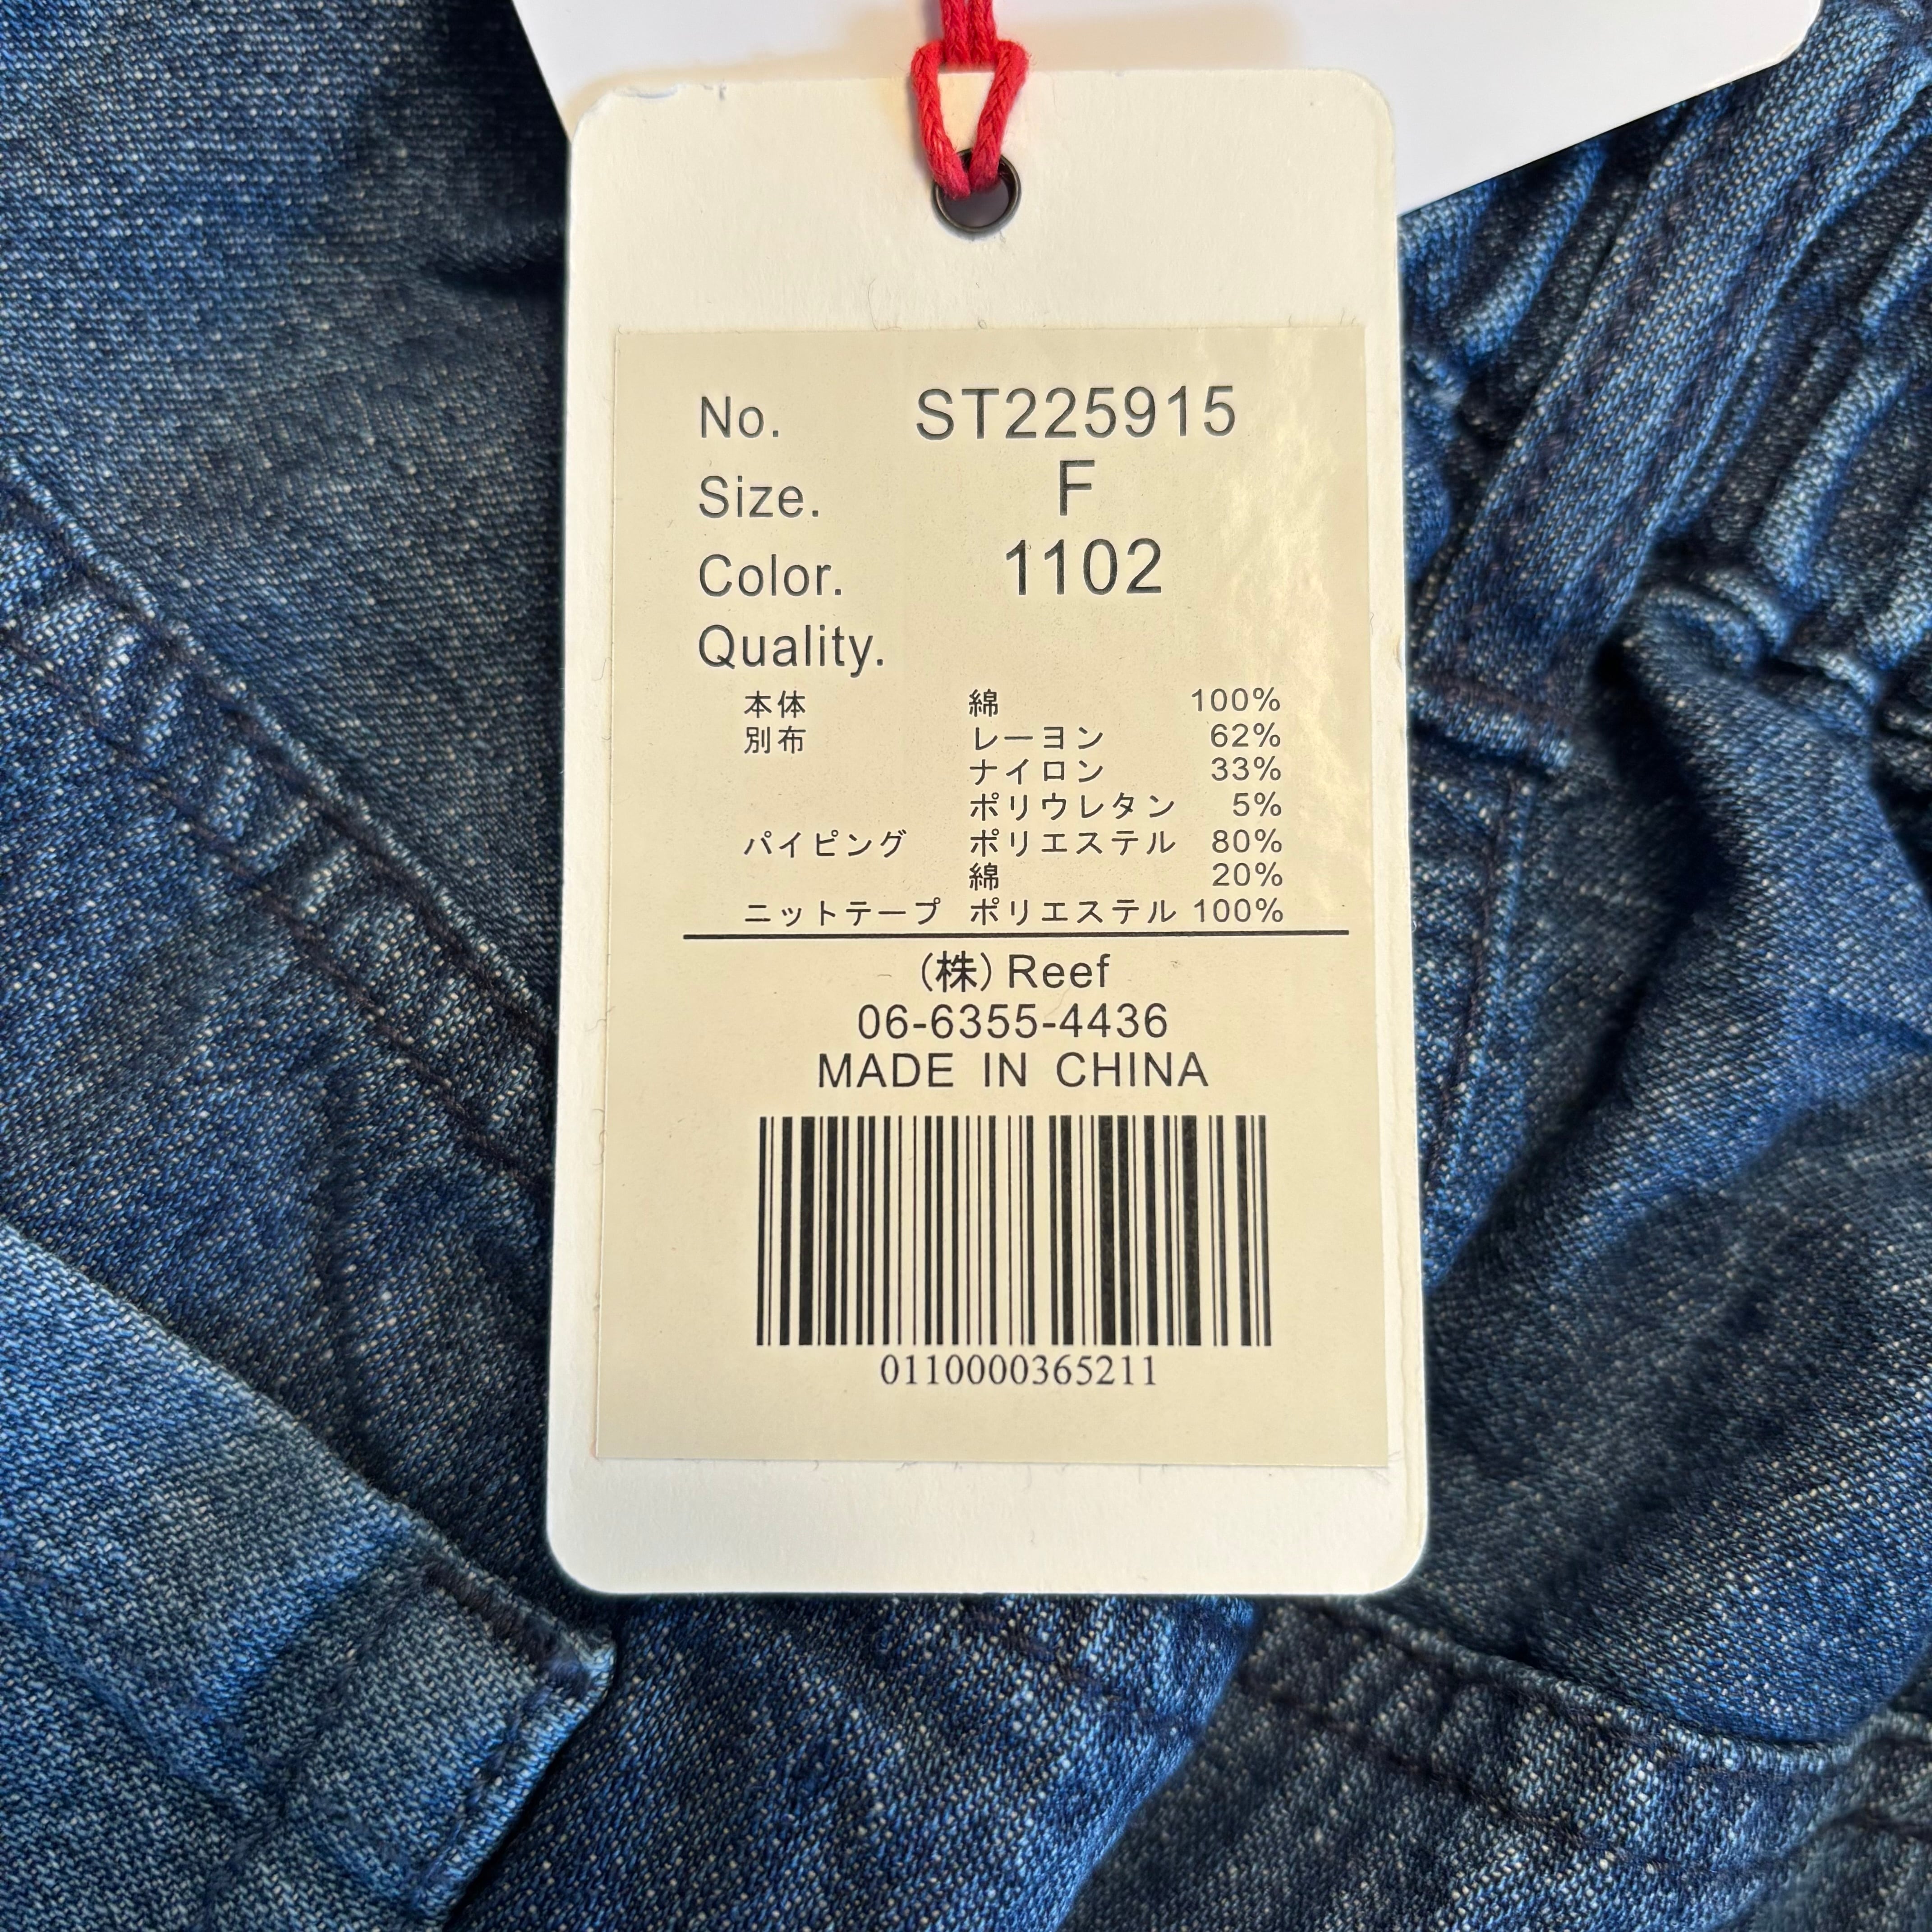 No. ST225915
Size. F
Color. 1102
Quality.
本体 綿 100%
別布 レーヨン 62%
ナイロン 33%
ポリウレタン 5%
パイピング ポリエステル 80%
綿 20%
ニットテープ ポリエステル 100%
(株)Reef
06-6355-4436
MADE IN CHINA
0110000365211